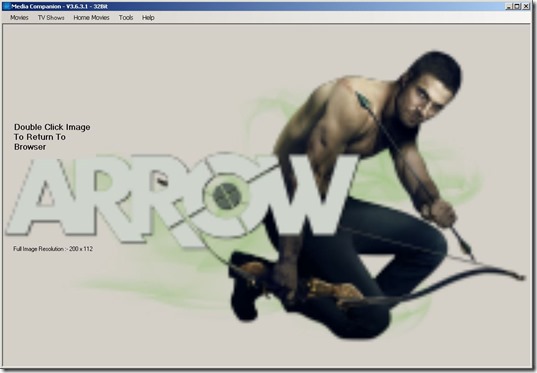 Media Companion - V3.6.3.1 - 32Bit
Movies TV Shows Home Movies Tools Help
Double Click Image
To Return To
Browser
ARROW
Full Image Resolution :- 200 x 112